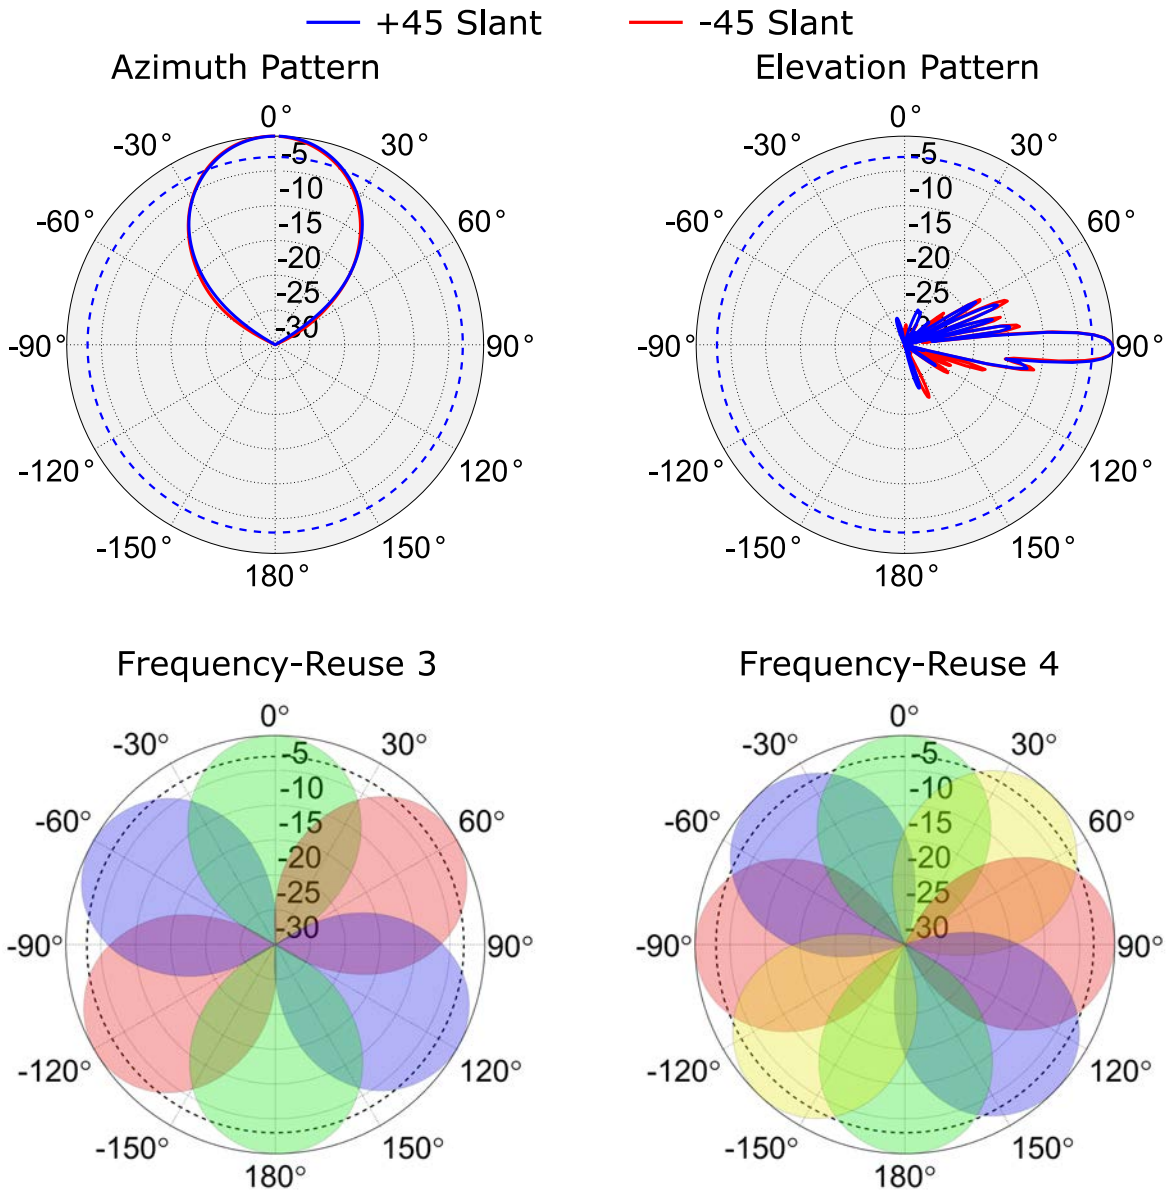 +45 Slant -45 Slant
Azimuth Pattern Elevation Pattern
0° 0°
-30° 30° -30° 30°
-5 -5
-10 -10
-60° -15 60° -60° -15 60°
-20 -20
-25 -25
-30
-90° 90° -90° 90°
-120° 120° -120° 120°
-150° 150° -150° 150°
180° 180°
Frequency-Reuse 3 Frequency-Reuse 4
0° 0°
-30° 30° -30° 30°
-5 -5
-10 -10
-60° -15 60° -60° -15 60°
-20 -20
-25 -25
-30 -30
-90° 90° -90° 90°
-120° 120° -120° 120°
-150° 150° -150° 150°
180° 180°